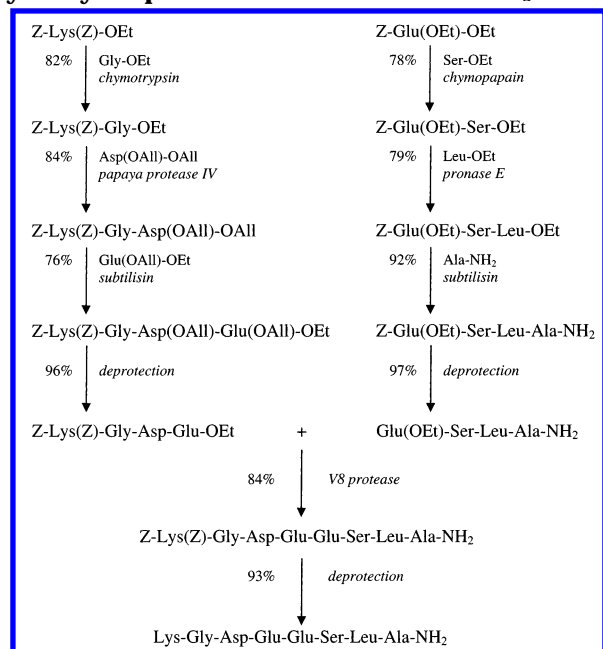 Z-Lys(Z)-OEt Z-Glu(OEt)-OEt
82% Gly-OEt 78% Ser-OEt
chymotrypsin chymopapain
Z-Lys(Z)-Gly-OEt Z-Glu(OEt)-Ser-OEt
84% Asp(OAll)-OAll 79% Leu-OEt
papaya protease IV pronase E
Z-Lys(Z)-Gly-Asp(OAll)-OAll Z-Glu(OEt)-Ser-Leu-OEt
76% Glu(OAll)-OEt 92% Ala-NH₂
subtilisin subtilisin
Z-Lys(Z)-Gly-Asp(OAll)-Glu(OAll)-OEt Z-Glu(OEt)-Ser-Leu-Ala-NH₂
96% deprotection 97% deprotection
Z-Lys(Z)-Gly-Asp-Glu-OEt + Glu(OEt)-Ser-Leu-Ala-NH₂
84% V8 protease
Z-Lys(Z)-Gly-Asp-Glu-Glu-Ser-Leu-Ala-NH₂
93% deprotection
Lys-Gly-Asp-Glu-Glu-Ser-Leu-Ala-NH₂